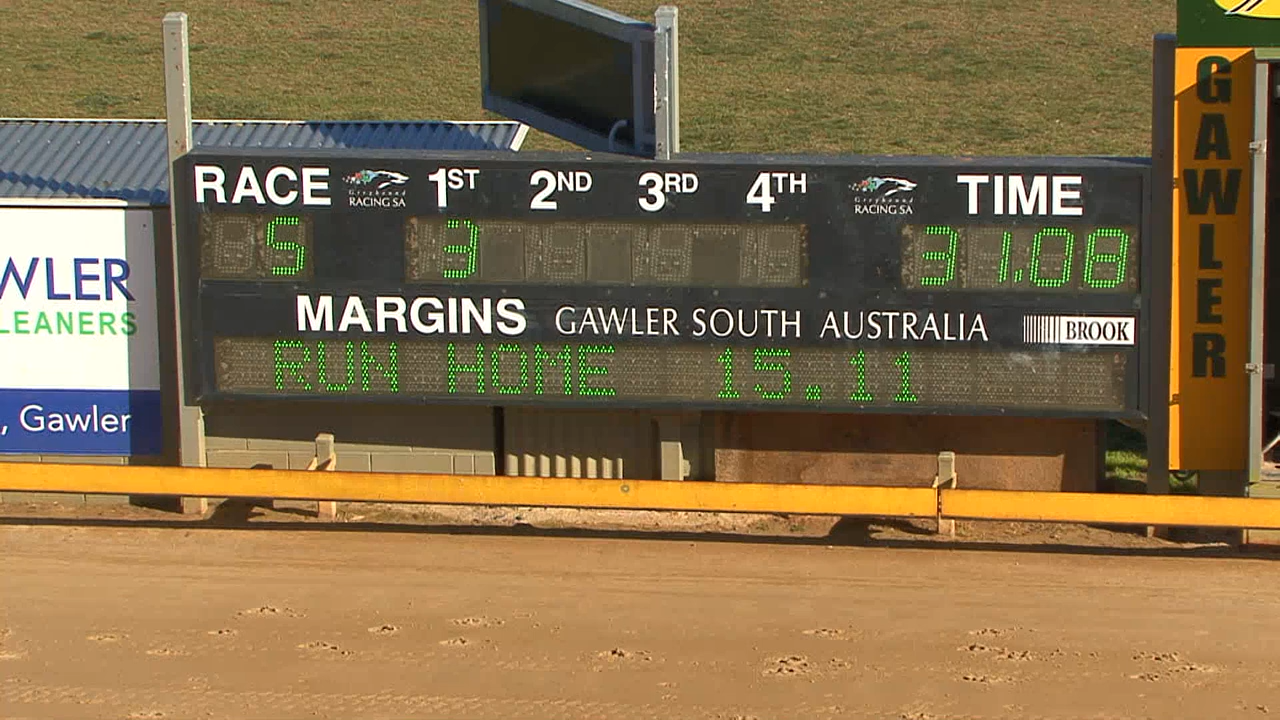 RACE Greyhound RACING SA 1ST 2ND 3RD 4TH Greyhound RACING SA TIME
5 3 31.08
MARGINS GAWLER SOUTH AUSTRALIA BROOK
RUN HOME 15.11
WLER
LEANERS
, Gawler
GAWLER